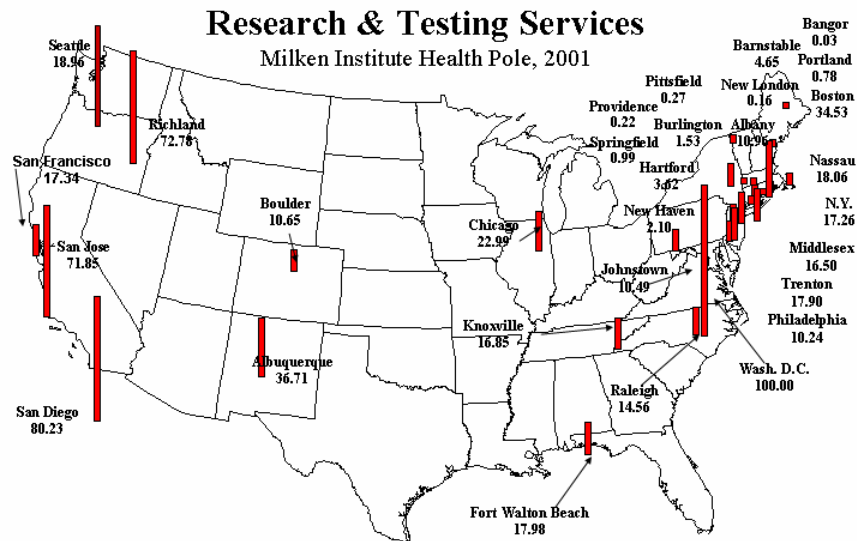 Research & Testing Services
Milken Institute Health Pole, 2001
Seattle
18.96
Richland
72.78
San Francisco
17.34
San Jose
71.85
San Diego
80.23
Boulder
10.65
Albuquerque
36.71
Chicago
22.99
Knoxville
16.85
Fort Walton Beach
17.98
Raleigh
14.56
Johnstown
10.49
Wash. D.C.
100.00
Bangor
0.03
Barnstable
4.65
Portland
0.78
Pittsfield
0.27
New London
0.16
Boston
34.53
Providence
0.22
Burlington
1.53
Albany
10.96
Springfield
0.99
Hartford
3.62
Nassau
18.06
New Haven
2.10
N.Y.
17.26
Middlesex
16.50
Trenton
17.90
Philadelphia
10.24